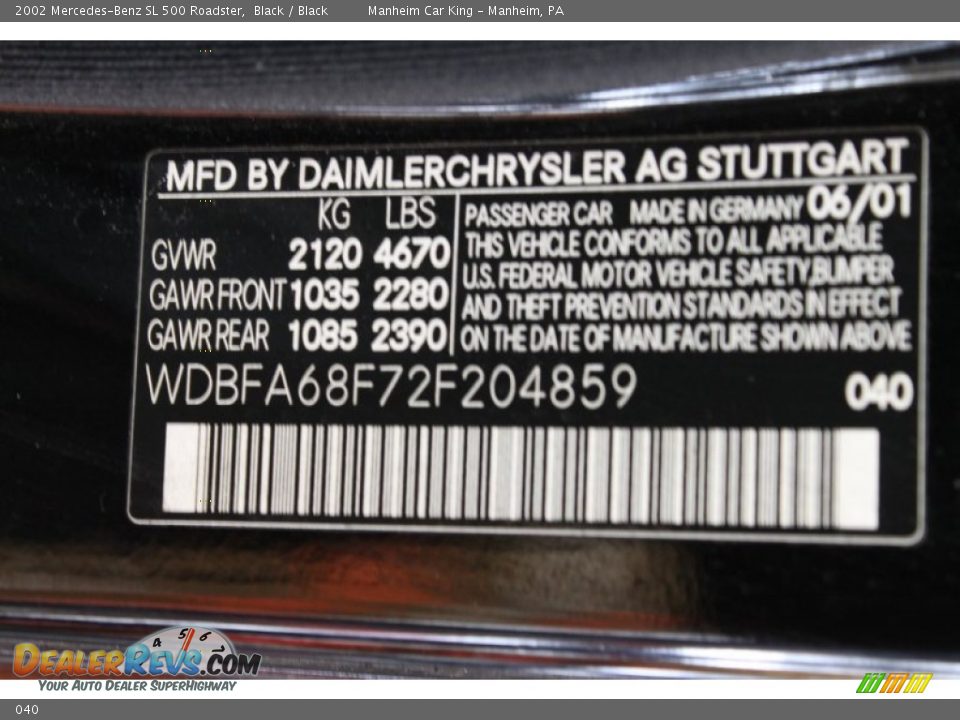 2002 Mercedes-Benz SL 500 Roadster, Black / Black Manheim Car King - Manheim, PA
MFD BY DAIMLERCHRYSLER AG STUTTGART
KG LBS
GVWR 2120 4670
GAWR FRONT 1035 2280
GAWR REAR 1085 2390
PASSENGER CAR MADE IN GERMANY 06/01
THIS VEHICLE CONFORMS TO ALL APPLICABLE
U.S. FEDERAL MOTOR VEHICLE SAFETY,BUMPER
AND THEFT PREVENTION STANDARDS IN EFFECT
ON THE DATE OF MANUFACTURE SHOWN ABOVE
WDBFA68F72F204859 040
4 5 6
DEALERREVS.COM
YOUR AUTO DEALER SUPERHIGHWAY
040